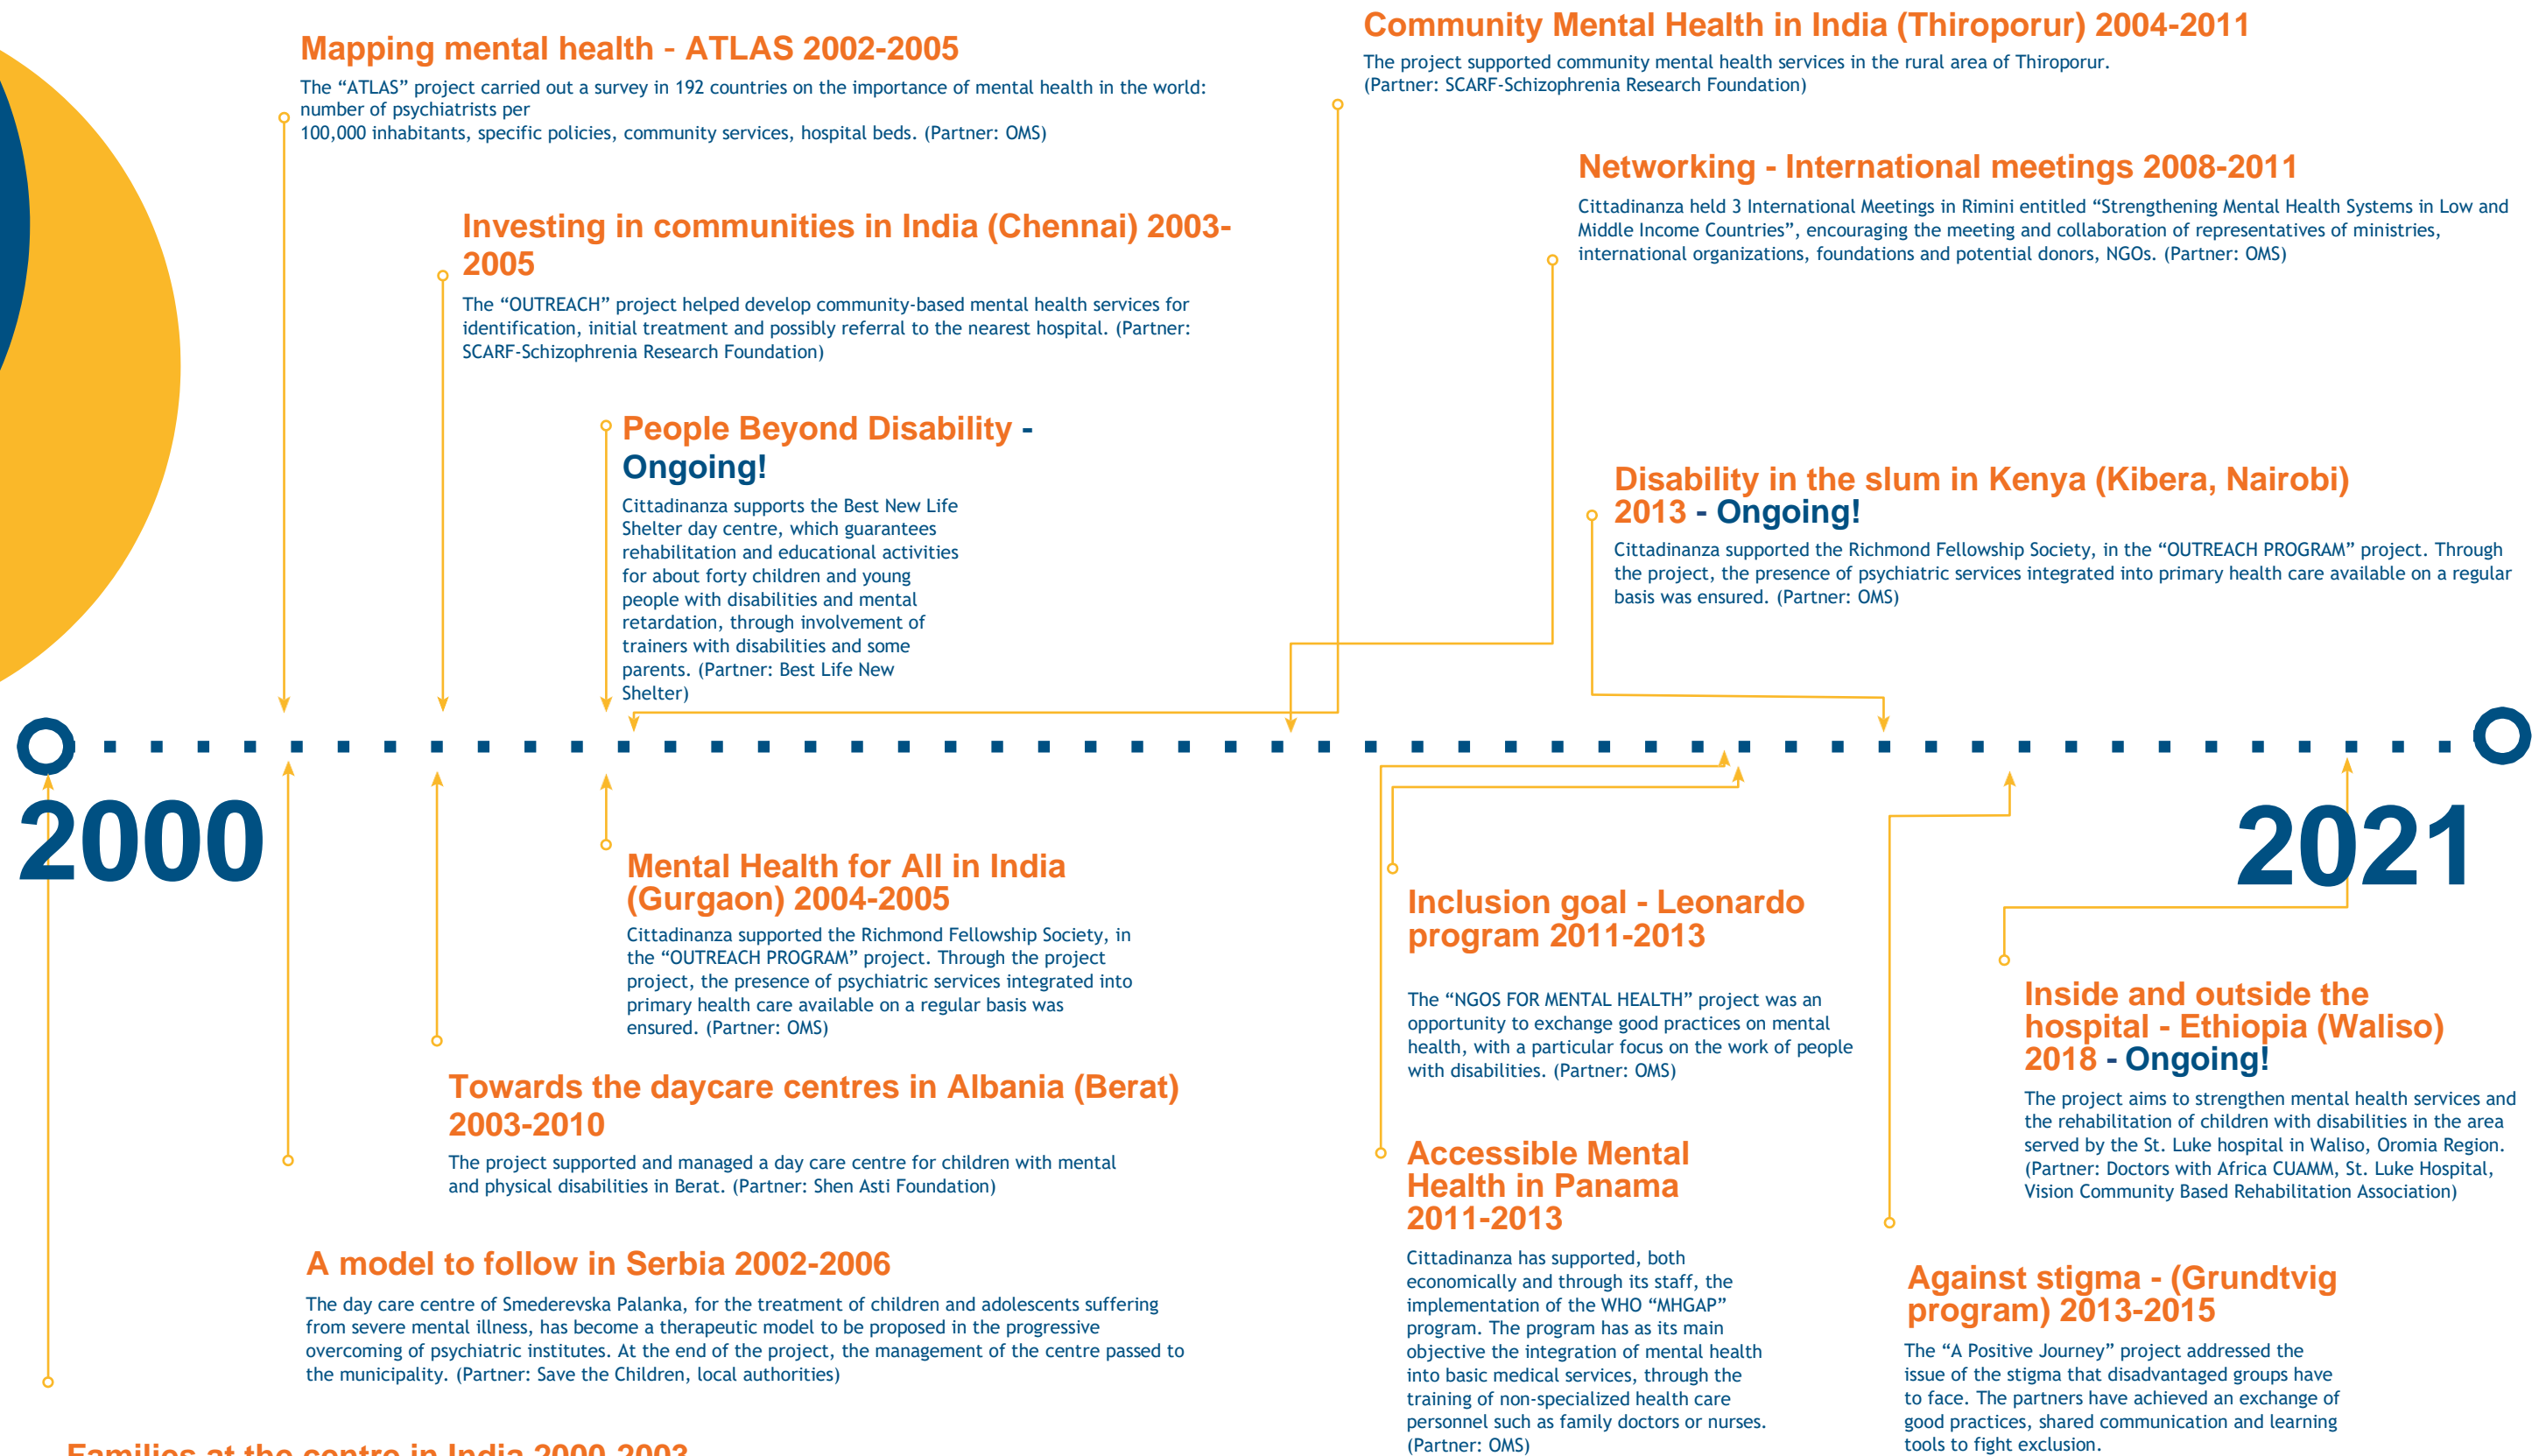 Mapping mental health - ATLAS 2002-2005
The “ATLAS” project carried out a survey in 192 countries on the importance of mental health in the world:
number of psychiatrists per
100,000 inhabitants, specific policies, community services, hospital beds. (Partner: OMS)
Investing in communities in India (Chennai) 2003-
2005
The “OUTREACH” project helped develop community-based mental health services for
identification, initial treatment and possibly referral to the nearest hospital. (Partner:
SCARF-Schizophrenia Research Foundation)
People Beyond Disability -
Ongoing!
Cittadinanza supports the Best New Life
Shelter day centre, which guarantees
rehabilitation and educational activities
for about forty children and young
people with disabilities and mental
retardation, through involvement of
trainers with disabilities and some
parents. (Partner: Best Life New
Shelter)
Community Mental Health in India (Thiroporur) 2004-2011
The project supported community mental health services in the rural area of Thiroporur.
(Partner: SCARF-Schizophrenia Research Foundation)
Networking - International meetings 2008-2011
Cittadinanza held 3 International Meetings in Rimini entitled “Strengthening Mental Health Systems in Low and
Middle Income Countries”, encouraging the meeting and collaboration of representatives of ministries,
international organizations, foundations and potential donors, NGOs. (Partner: OMS)
Disability in the slum in Kenya (Kibera, Nairobi)
2013 - Ongoing!
Cittadinanza supported the Richmond Fellowship Society, in the “OUTREACH PROGRAM” project. Through
the project, the presence of psychiatric services integrated into primary health care available on a regular
basis was ensured. (Partner: OMS)
2000
2021
Mental Health for All in India
(Gurgaon) 2004-2005
Cittadinanza supported the Richmond Fellowship Society, in
the “OUTREACH PROGRAM” project. Through the project
project, the presence of psychiatric services integrated into
primary health care available on a regular basis was
ensured. (Partner: OMS)
Towards the daycare centres in Albania (Berat)
2003-2010
The project supported and managed a day care centre for children with mental
and physical disabilities in Berat. (Partner: Shen Asti Foundation)
A model to follow in Serbia 2002-2006
The day care centre of Smederevska Palanka, for the treatment of children and adolescents suffering
from severe mental illness, has become a therapeutic model to be proposed in the progressive
overcoming of psychiatric institutes. At the end of the project, the management of the centre passed to
the municipality. (Partner: Save the Children, local authorities)
Families at the centre in India 2000-2003
Inclusion goal - Leonardo
program 2011-2013
The “NGOS FOR MENTAL HEALTH” project was an
opportunity to exchange good practices on mental
health, with a particular focus on the work of people
with disabilities. (Partner: OMS)
Accessible Mental
Health in Panama
2011-2013
Cittadinanza has supported, both
economically and through its staff, the
implementation of the WHO “MHGAP”
program. The program has as its main
objective the integration of mental health
into basic medical services, through the
training of non-specialized health care
personnel such as family doctors or nurses.
(Partner: OMS)
Inside and outside the
hospital - Ethiopia (Waliso)
2018 - Ongoing!
The project aims to strengthen mental health services and
the rehabilitation of children with disabilities in the area
served by the St. Luke hospital in Waliso, Oromia Region.
(Partner: Doctors with Africa CUAMM, St. Luke Hospital,
Vision Community Based Rehabilitation Association)
Against stigma - (Grundtvig
program) 2013-2015
The “A Positive Journey” project addressed the
issue of the stigma that disadvantaged groups have
to face. The partners have achieved an exchange of
good practices, shared communication and learning
tools to fight exclusion.